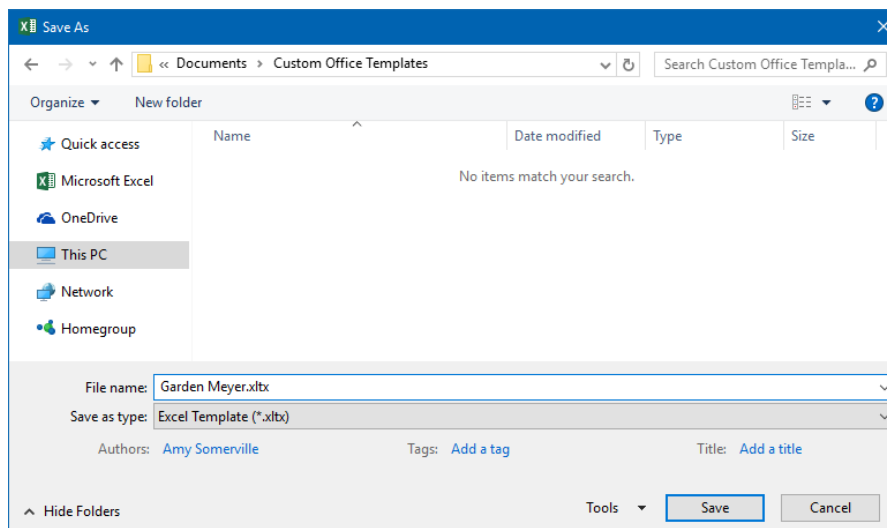 Save As
« Documents › Custom Office Templates
Search Custom Office Templa...
Organize
New folder
?
Name
Date modified
Type
Size
Quick access
No items match your search.
Microsoft Excel
OneDrive
This PC
Network
Homegroup
File name: Garden Meyer.xltx
Save as type: Excel Template (*.xltx)
Authors: Amy Somerville Tags: Add a tag Title: Add a title
Hide Folders Tools Save Cancel